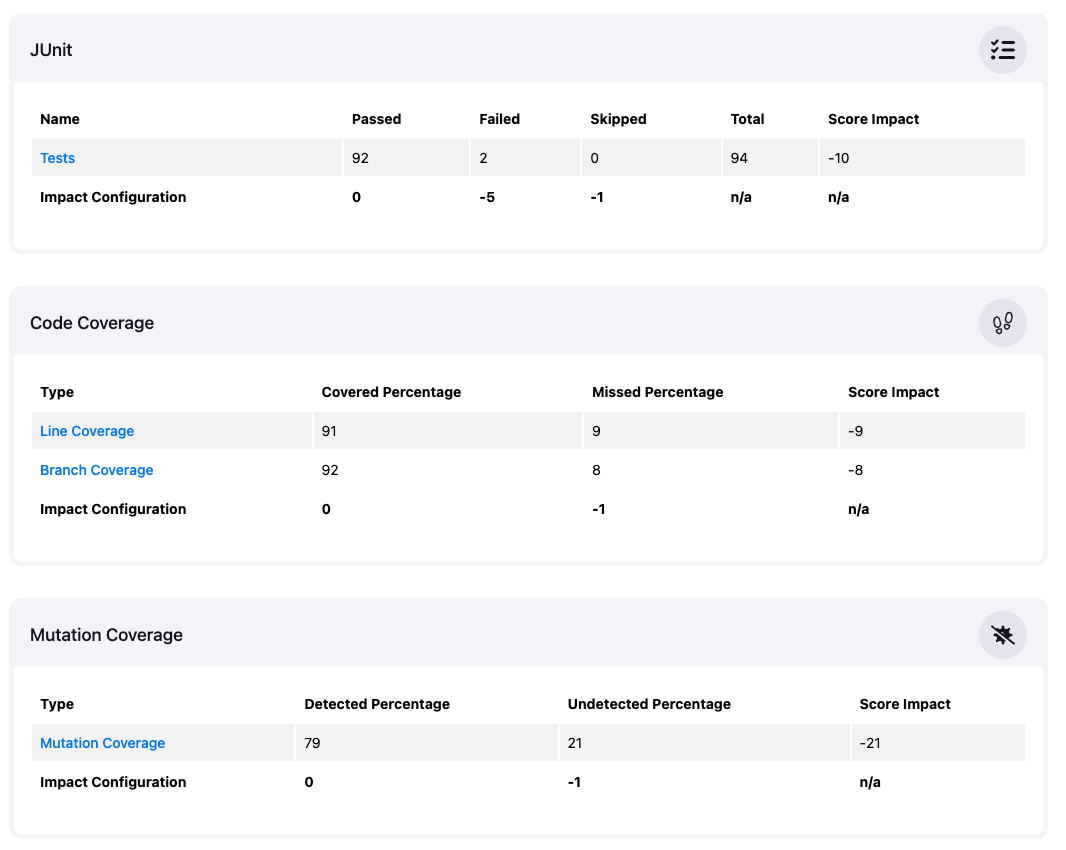 JUnit
Name Passed Failed Skipped Total Score Impact
Tests 92 2 0 94 -10
Impact Configuration 0 -5 -1 n/a n/a
Code Coverage
Type Covered Percentage Missed Percentage Score Impact
Line Coverage 91 9 -9
Branch Coverage 92 8 -8
Impact Configuration 0 -1 n/a
Mutation Coverage
Type Detected Percentage Undetected Percentage Score Impact
Mutation Coverage 79 21 -21
Impact Configuration 0 -1 n/a